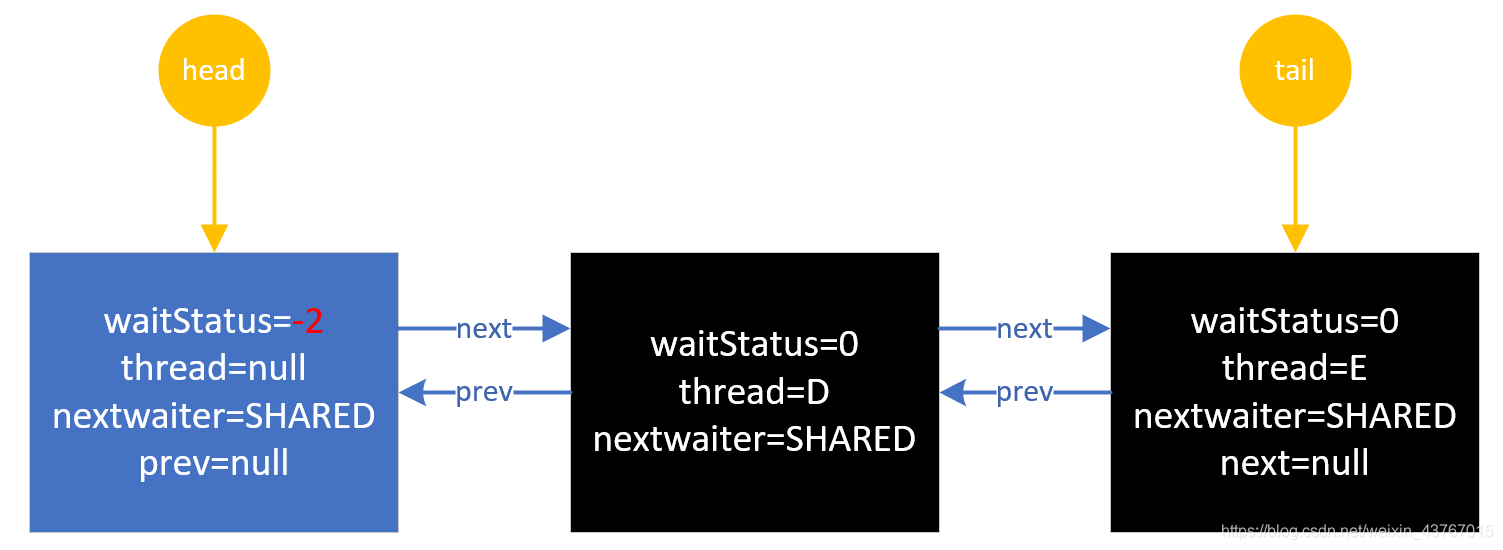 head
tail
waitStatus=-2
thread=null
nextwaiter=SHARED
prev=null
next
prev
waitStatus=0
thread=D
nextwaiter=SHARED
next
prev
waitStatus=0
thread=E
nextwaiter=SHARED
next=null
https://blog.csdn.net/weixin_43767015